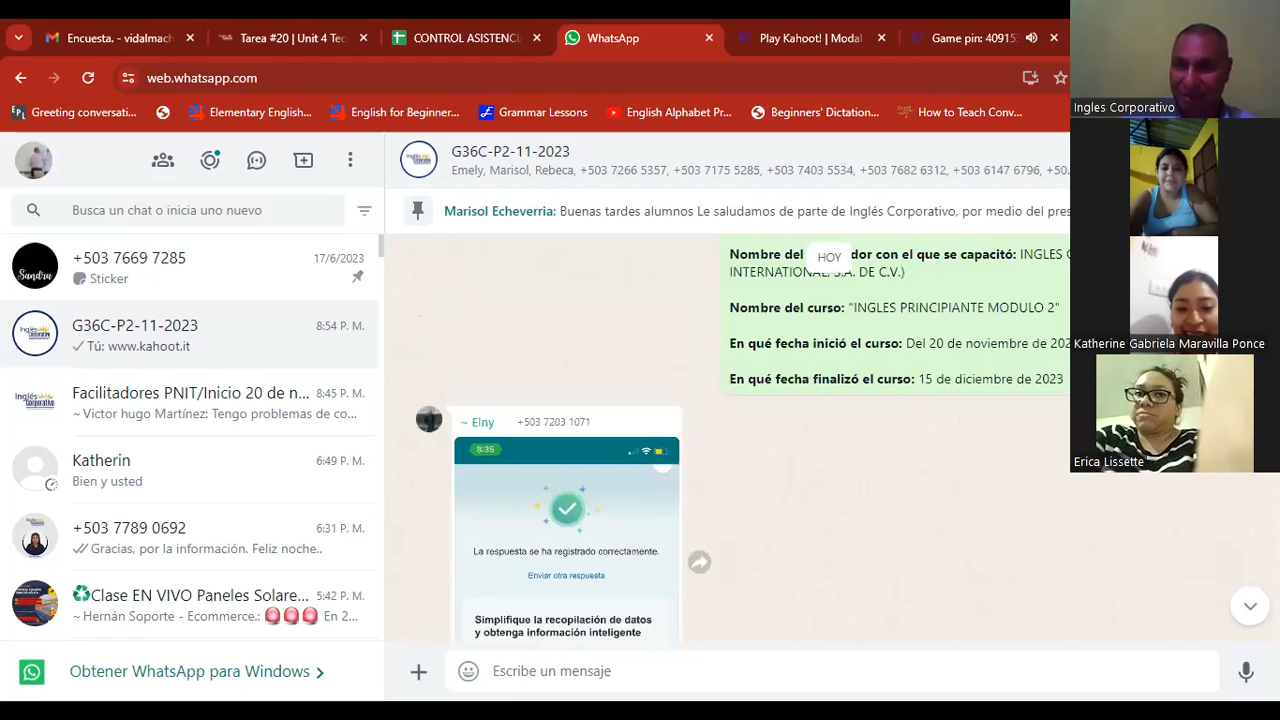 Encuesta. - vidalmach
Tarea #20 | Unit 4 Tec
CONTROL ASISTENCI
WhatsApp
Play Kahoot! | Modal
Game pin: 40915
web.whatsapp.com
Greeting conversati...
Elementary English...
English for Beginner...
Grammar Lessons
English Alphabet Pr...
Beginners' Dictation...
How to Teach Conv...
Ingles Corporativo
Katherine Gabriela Maravilla Ponce
Erica Lissette
Busca un chat o inicia uno nuevo
+503 7669 7285
17/6/2023
Sandra
Sticker
G36C-P2-11-2023
8:54 P. M.
Tú: www.kahoot.it
Facilitadores PNIT/Inicio 20 de n...
8:45 P. M.
~ Victor hugo Martínez: Tengo problemas de co...
Katherin
6:49 P. M.
Bien y usted
+503 7789 0692
6:31 P. M.
Gracias, por la información. Feliz noche..
Clase EN VIVO Paneles Solare...
5:42 P. M.
~ Hernán Soporte - Ecommerce.: En 2...
Obtener WhatsApp para Windows
G36C-P2-11-2023
Emely, Marisol, Rebeca, +503 7266 5357, +503 7175 5285, +503 7403 5534, +503 7682 6312, +503 6147 6796, +50.
Marisol Echeverria: Buenas tardes alumnos Le saludamos de parte de Inglés Corporativo, por medio del pres
HOY
Nombre del dor con el que se capacitó: INGLES
INTERNATIONAL, S.A. DE C.V.)
Nombre del curso: "INGLES PRINCIPIANTE MODULO 2"
En qué fecha inició el curso: Del 20 de noviembre de 202
En qué fecha finalizó el curso: 15 de diciembre de 2023
~ Elny +503 7203 1071
8:35
La respuesta se ha registrado correctamente.
Enviar otra respuesta
Simplifique la recopilación de datos
y obtenga información inteligente
Escribe un mensaje